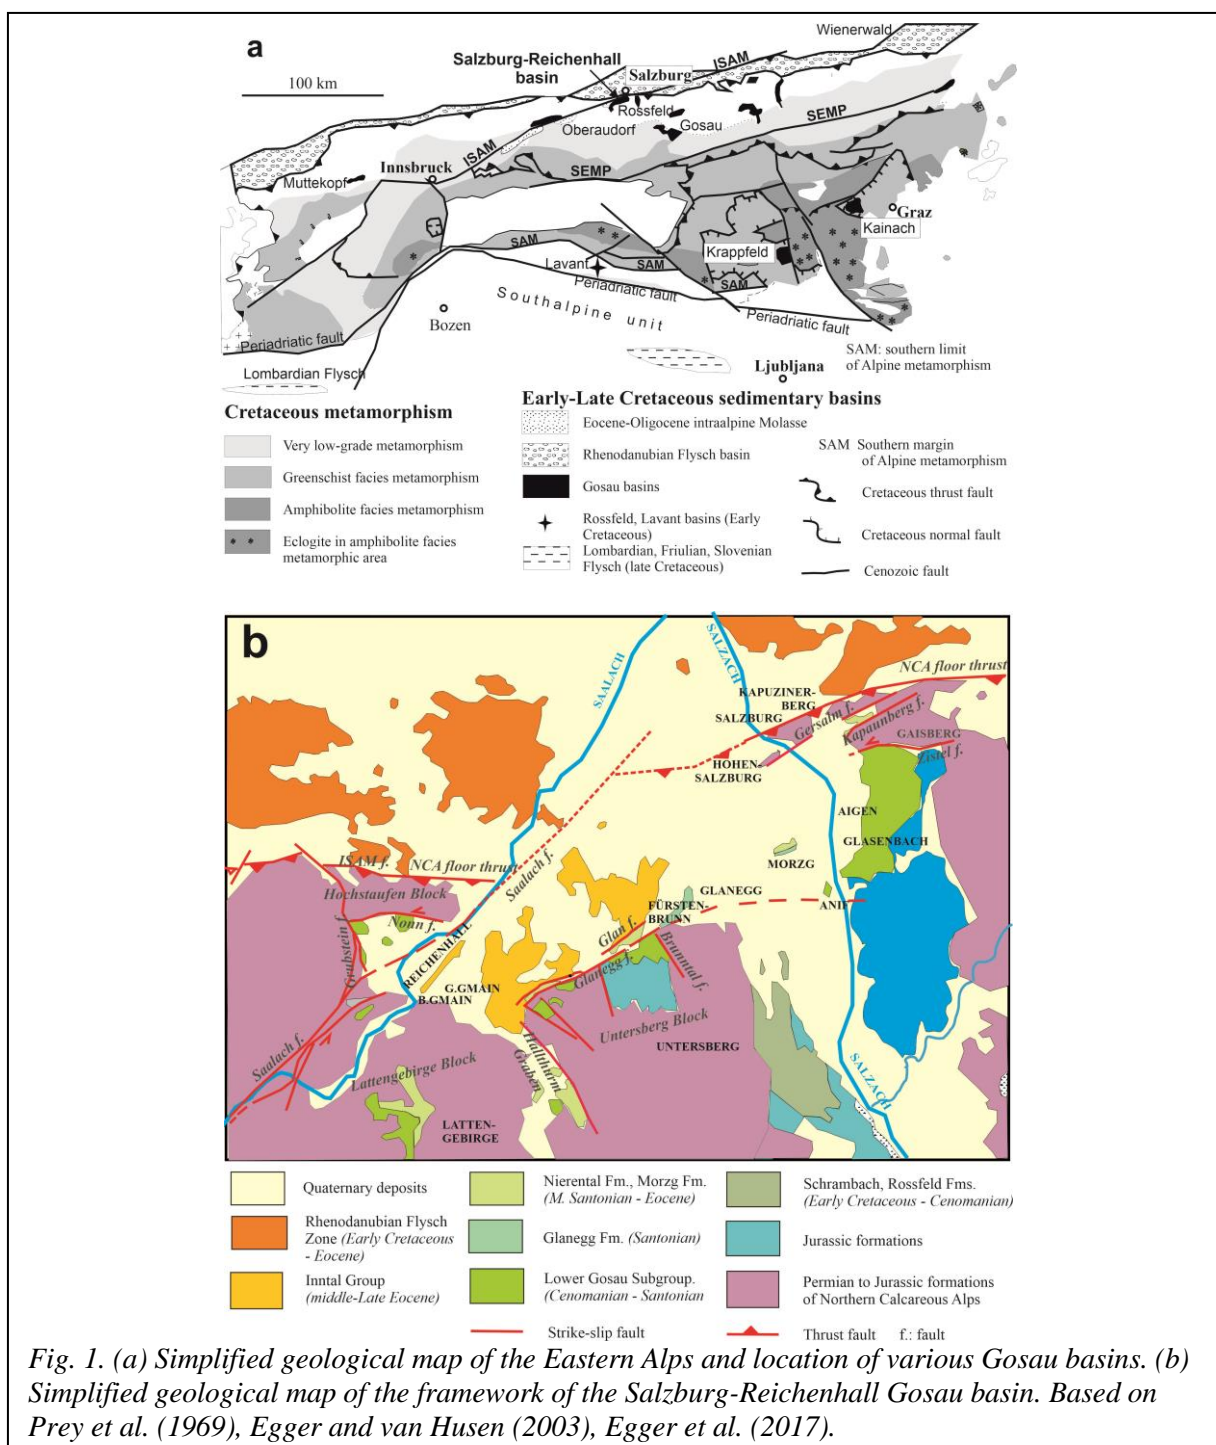 a
Wienerwald
Salzburg-Reichenhall
basin
ISAM
Salzburg
100 km
Rossfeld
Oberaudorf
Gosau
SEMP
ISAM
Innsbruck
SEMP
Muttekopf
Graz
Kainach
SAM
Krappfeld
Lavant
SAM
SAM
Periadriatic fault
Southalpine unit
Periadriatic fault
Bozen
Periadriatic fault
Lombardian Flysch
Ljubljana
SAM: southern limit
of Alpine metamorphism
Cretaceous metamorphism
Very low-grade metamorphism
Greenschist facies metamorphism
Amphibolite facies metamorphism
Eclogite in amphibolite facies
metamorphic area
Early-Late Cretaceous sedimentary basins
Eocene-Oligocene intraalpine Molasse
Rhenodanubian Flysch basin
Gosau basins
Rossfeld, Lavant basins (Early
Cretaceous)
Lombardian, Friulian, Slovenian
Flysch (late Cretaceous)
SAM Southern margin
of Alpine metamorphism
Cretaceous thrust fault
Cretaceous normal fault
Cenozoic fault
b
SAALACH
SALZACH
NCA floor thrust
KAPUZINER-
BERG
SALZBURG
Gersalm f.
Kapaunberg f.
GAISBERG
Zistel f.
HOHEN-
SALZBURG
AIGEN
GLASENBACH
MORZG
ISAM f.
NCA floor thrust
Saalach f.
Hochstaufen Block
GLANEGG
FÜRSTEN-
BRUNN
ANIF
Nonn f.
Glan f.
Grubstein f.
REICHENHALL
Glanegg f.
Brunntal f.
G.GMAIN
B.GMAIN
Untersberg Block
UNTERSBERG
Saalach f.
Lattengebirge Block
Hallthurm
Graben
SALZACH
LATTEN-
GEBIRGE
Quaternary deposits
Rhenodanubian Flysch
Zone (Early Cretaceous
- Eocene)
Inntal Group
(middle-Late Eocene)
Nierental Fm., Morzg Fm.
(M. Santonian - Eocene)
Glanegg Fm. (Santonian)
Lower Gosau Subgroup.
(Cenomanian - Santonian
Schrambach, Rossfeld Fms.
(Early Cretaceous - Cenomanian)
Jurassic formations
Permian to Jurassic formations
of Northern Calcareous Alps
Strike-slip fault
Thrust fault f.: fault
Fig. 1. (a) Simplified geological map of the Eastern Alps and location of various Gosau basins. (b)
Simplified geological map of the framework of the Salzburg-Reichenhall Gosau basin. Based on
Prey et al. (1969), Egger and van Husen (2003), Egger et al. (2017).